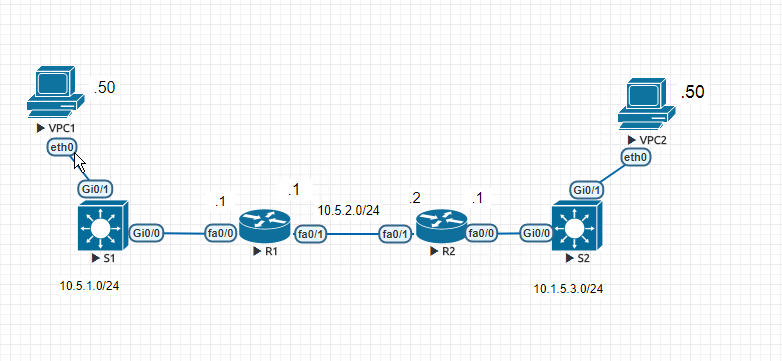 .50
.50
VPC1
VPC2
eth0
eth0
Gi0/1
Gi0/1
.1
.1
10.5.2.0/24
.2
.1
Gi0/0
fa0/0
fa0/1
fa0/1
fa0/0
Gi0/0
S1
R1
R2
S2
10.5.1.0/24
10.1.5.3.0/24